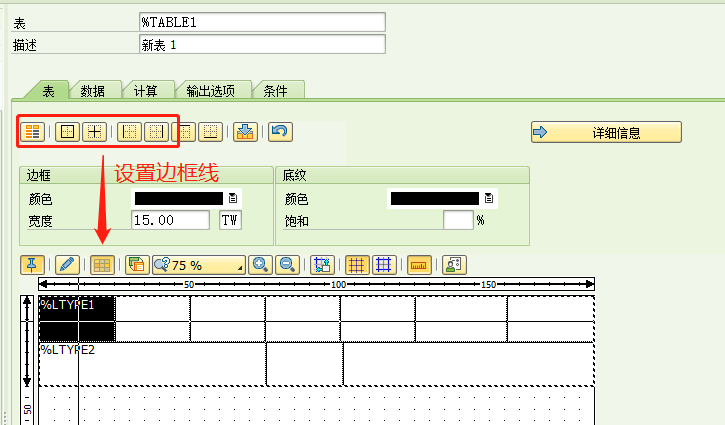 表 %TABLE1
描述 新表 1
表 数据 计算 输出选项 条件
详细信息
设置边框线
边框 底纹
颜色 颜色
宽度 15.00 TW 饱和 %
75 %
50 100 150
%LTYPE1
%LTYPE2
50